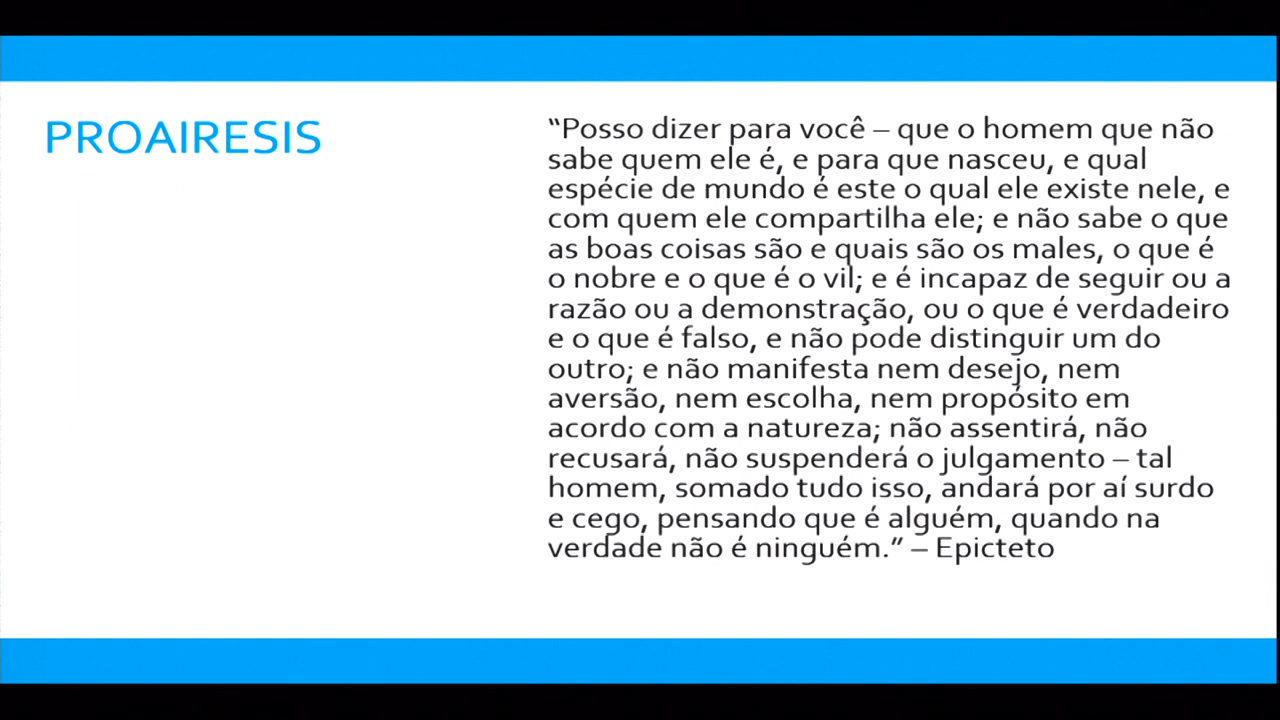 PROAIRESIS
“Posso dizer para você – que o homem que não
sabe quem ele é, e para que nasceu, e qual
espécie de mundo é este o qual ele existe nele, e
com quem ele compartilha ele; e não sabe o que
as boas coisas são e quais são os males, o que é
o nobre e o que é o vil; e é incapaz de seguir ou a
razão ou a demonstração, ou o que é verdadeiro
e o que é falso, e não pode distinguir um do
outro; e não manifesta nem desejo, nem
aversão, nem escolha, nem propósito em
acordo com a natureza; não assentirá, não
recusará, não suspenderá o julgamento – tal
homem, somado tudo isso, andará por aí surdo
e cego, pensando que é alguém, quando na
verdade não é ninguém.” – Epicteto